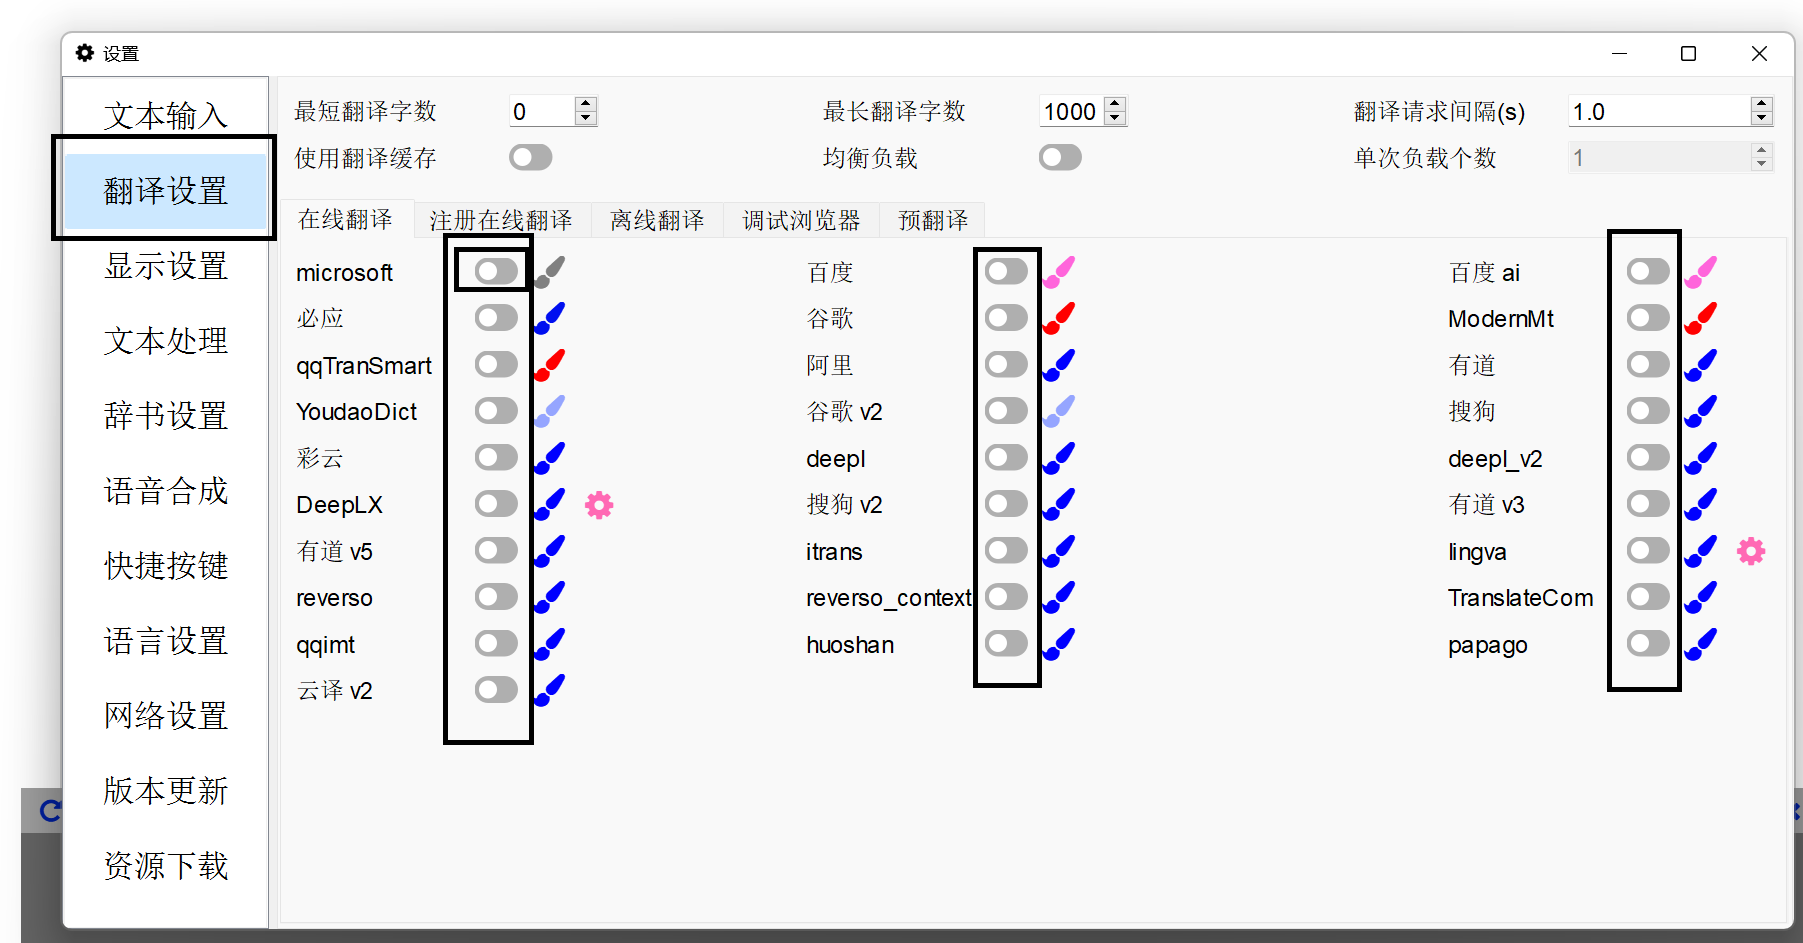 设置
文本输入
翻译设置
显示设置
文本处理
辞书设置
语音合成
快捷按键
语言设置
网络设置
版本更新
资源下载
最短翻译字数 0 最长翻译字数 1000 翻译请求间隔(s) 1.0
使用翻译缓存 均衡负载 单次负载个数 1
在线翻译 注册在线翻译 离线翻译 调试浏览器 预翻译
microsoft 百度 百度 ai
必应 谷歌 ModernMt
qqTranSmart 阿里 有道
YoudaoDict 谷歌 v2 搜狗
彩云 deepl deepl_v2
DeepLX 搜狗 v2 有道 v3
有道 v5 itrans lingva
reverso reverso_context TranslateCom
qqimt huoshan papago
云译 v2